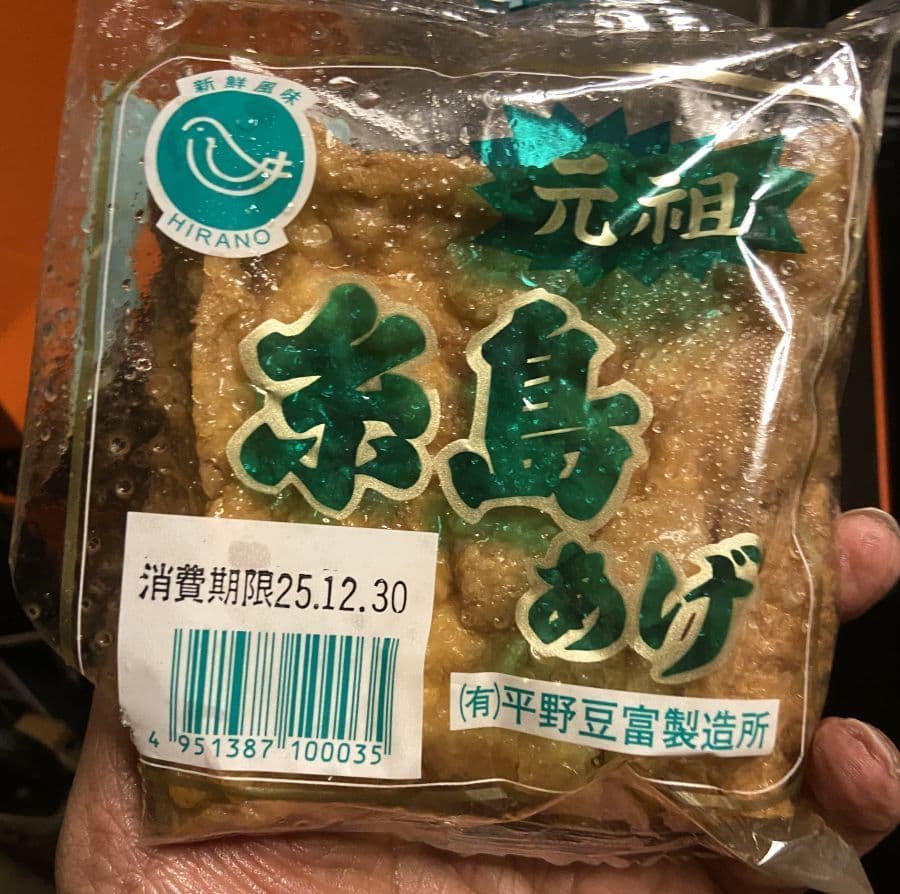 新鮮風味
HIRANO
元祖
糸島
あげ
消費期限25.12.30
4 951387 100035
(有)平野豆富製造所